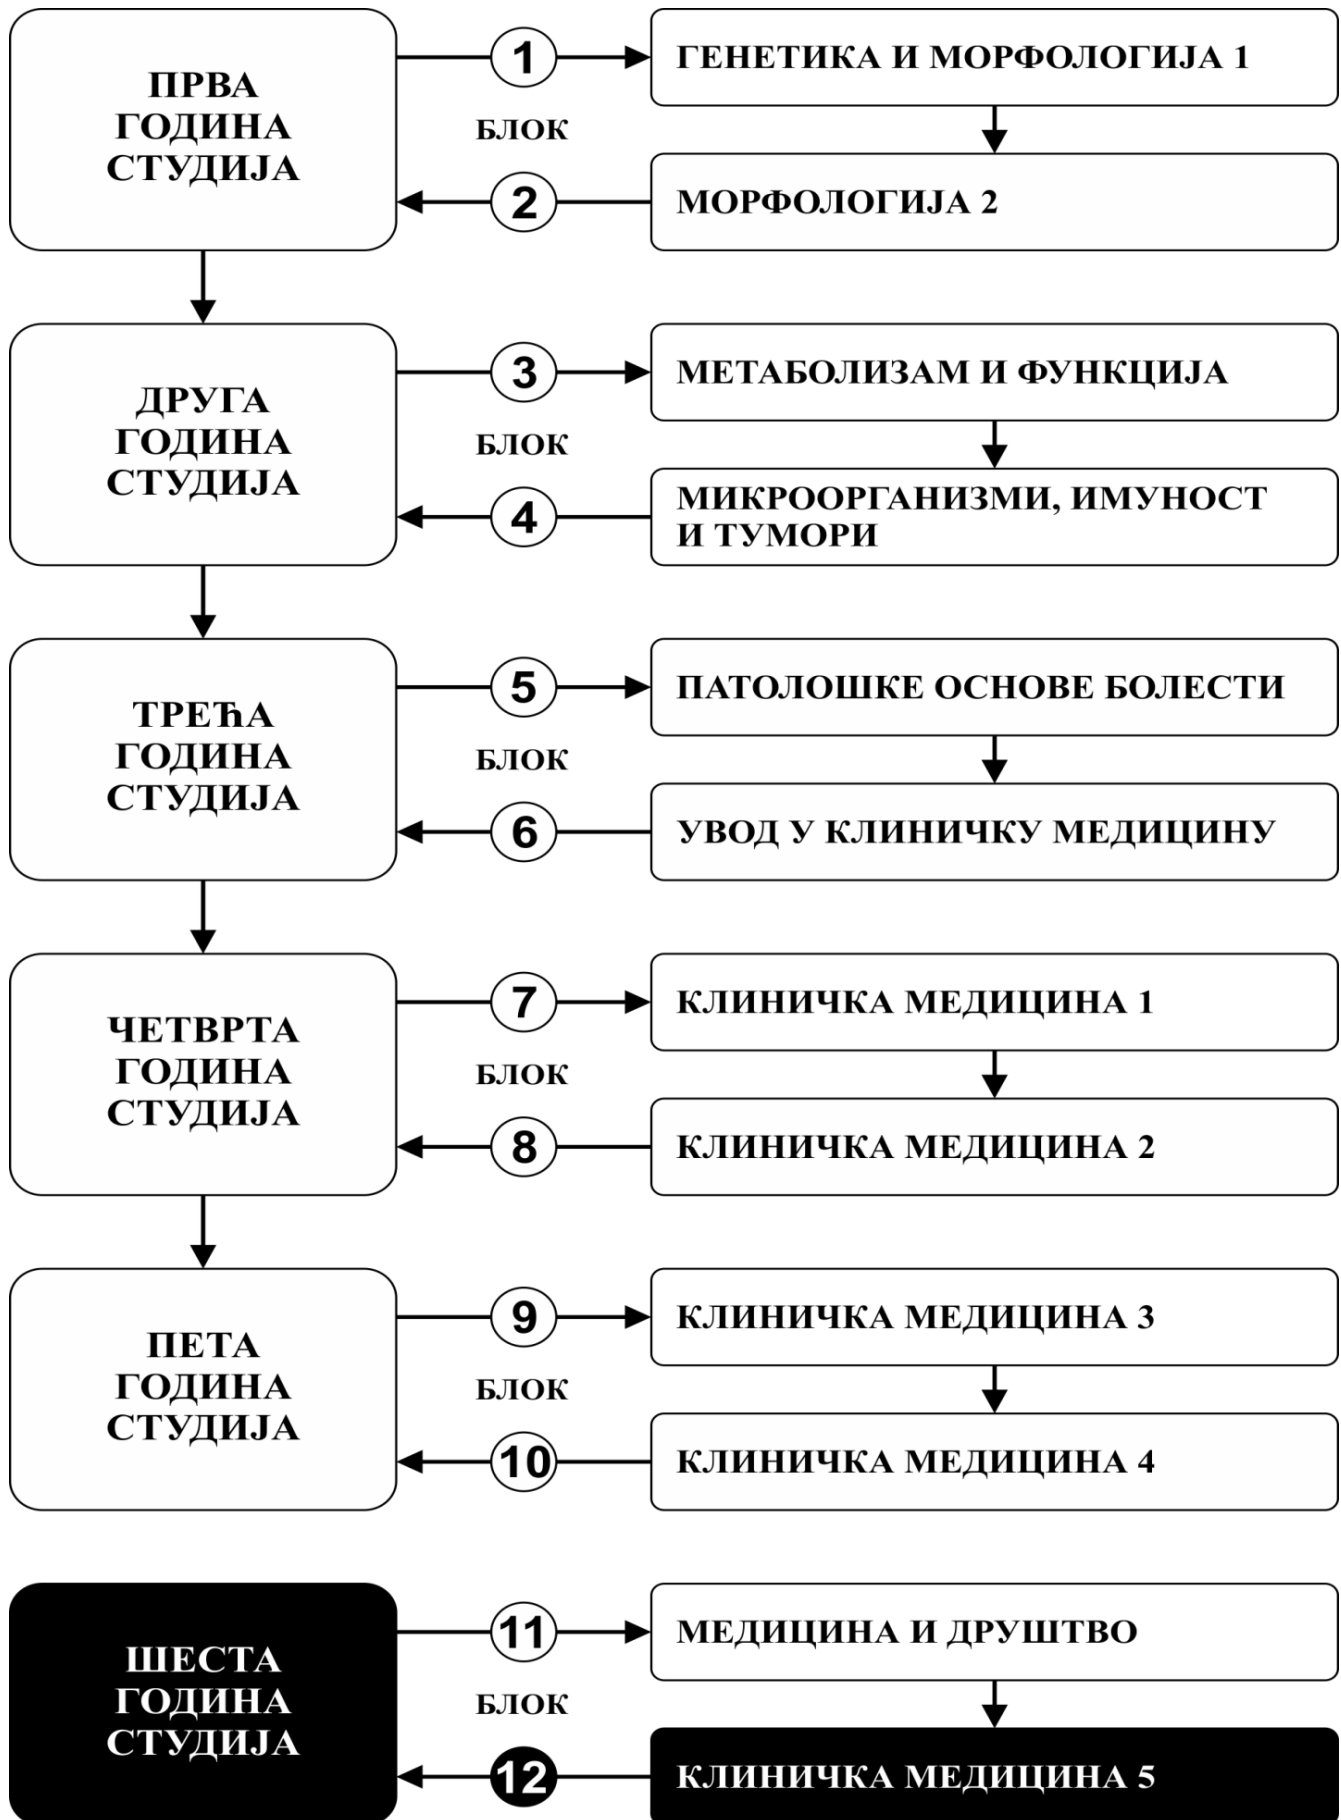 ПРВА
ГОДИНА
СТУДИЈА
1
БЛОК
2
ГЕНЕТИКА И МОРФОЛОГИЈА 1
МОРФОЛОГИЈА 2
ДРУГА
ГОДИНА
СТУДИЈА
3
БЛОК
4
МЕТАБОЛИЗАМ И ФУНКЦИЈА
МИКРООРГАНИЗМИ, ИМУНОСТ
И ТУМОРИ
ТРЕЋА
ГОДИНА
СТУДИЈА
5
БЛОК
6
ПАТОЛОШКЕ ОСНОВЕ БОЛЕСТИ
УВОД У КЛИНИЧКУ МЕДИЦИНУ
ЧЕТВРТА
ГОДИНА
СТУДИЈА
7
БЛОК
8
КЛИНИЧКА МЕДИЦИНА 1
КЛИНИЧКА МЕДИЦИНА 2
ПЕТА
ГОДИНА
СТУДИЈА
9
БЛОК
10
КЛИНИЧКА МЕДИЦИНА 3
КЛИНИЧКА МЕДИЦИНА 4
ШЕСТА
ГОДИНА
СТУДИЈА
11
БЛОК
12
МЕДИЦИНА И ДРУШТВО
КЛИНИЧКА МЕДИЦИНА 5